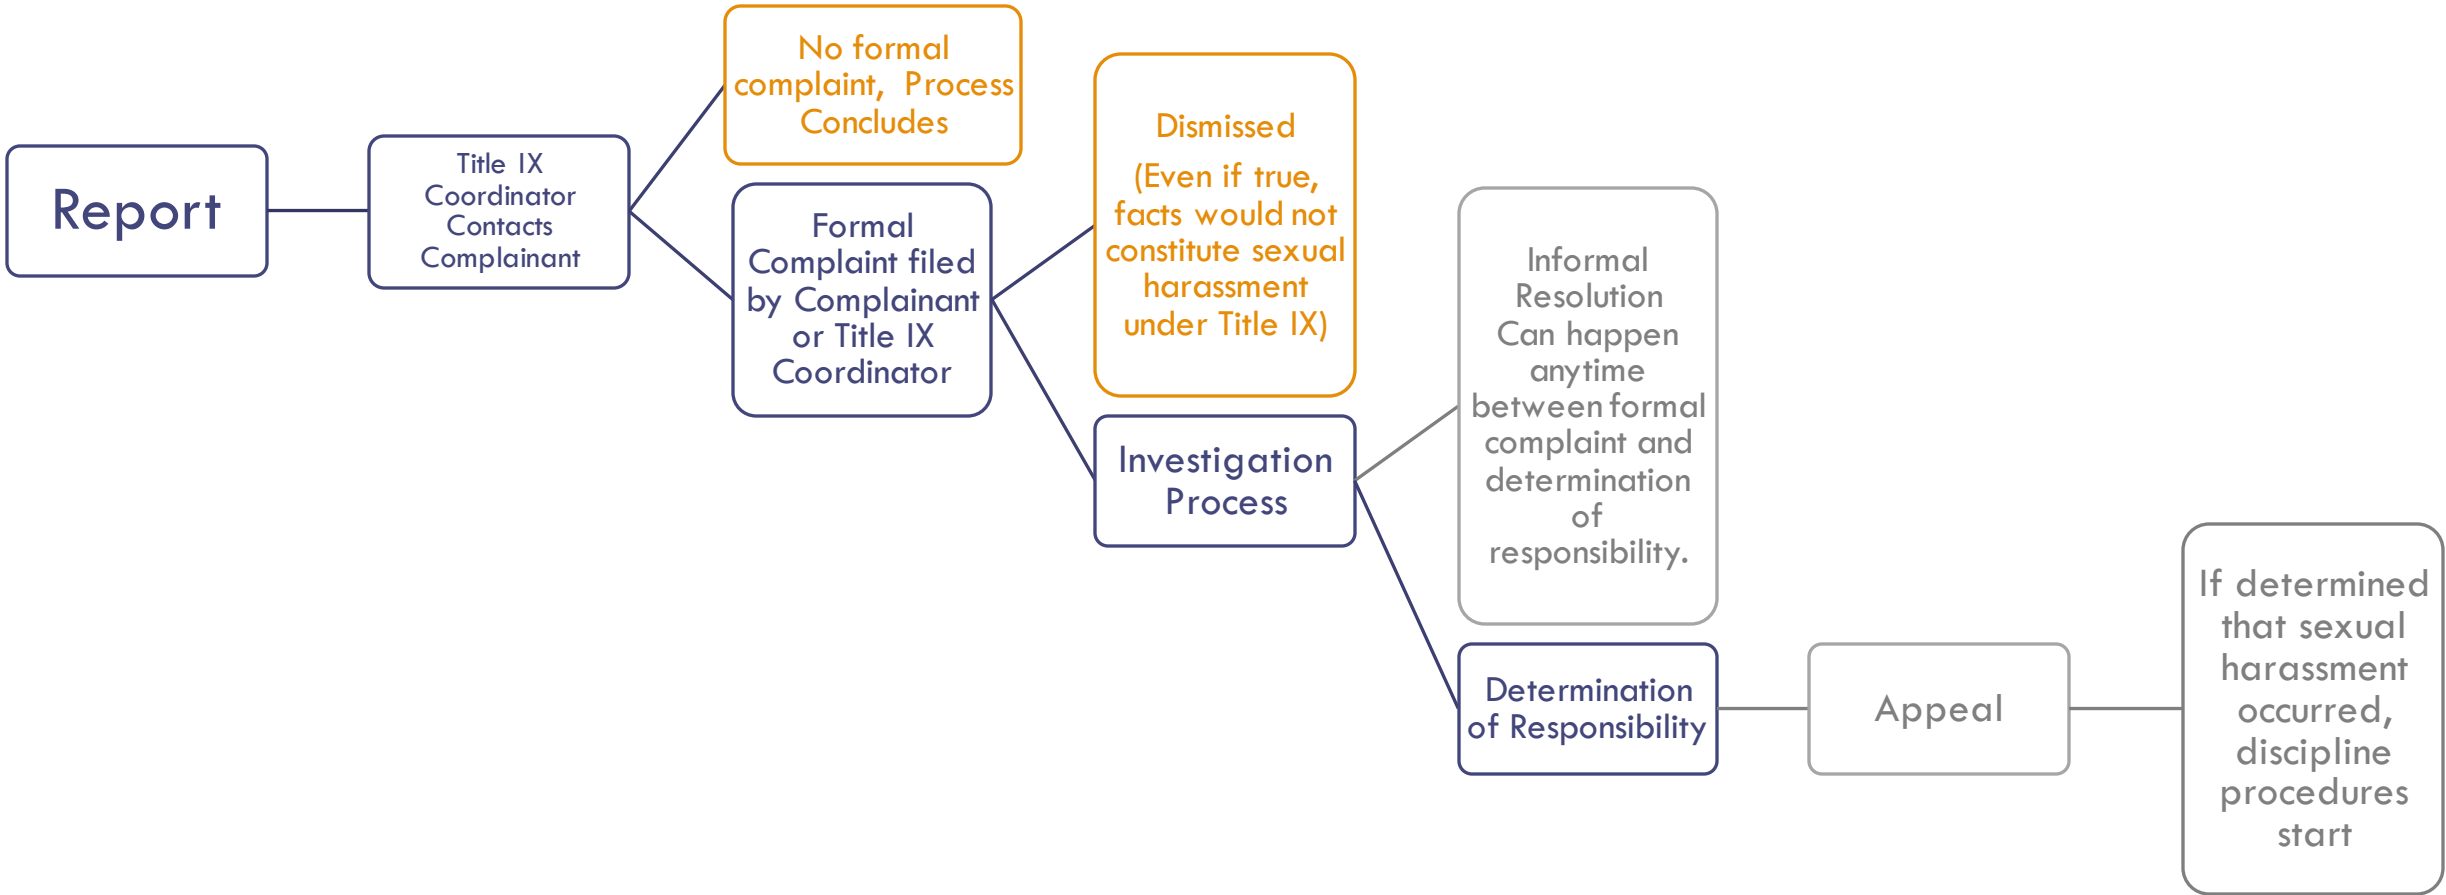 Report
Title IX
Coordinator
Contacts
Complainant
No formal
complaint, Process
Concludes
Formal
Complaint filed
by Complainant
or Title IX
Coordinator
Dismissed
(Even if true,
facts would not
constitute sexual
harassment
under Title IX)
Investigation
Process
Informal
Resolution
Can happen
anytime
between formal
complaint and
determination
of
responsibility.
Determination
of Responsibility
Appeal
If determined
that sexual
harassment
occurred,
discipline
procedures
start